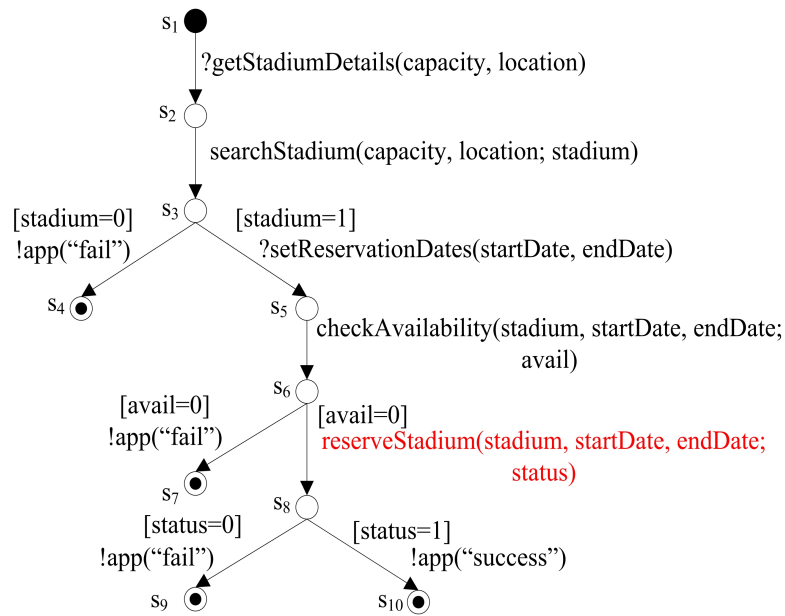 s1
?getStadiumDetails(capacity, location)
s2
searchStadium(capacity, location; stadium)
s3
[stadium=0]
!app(“fail”)
[stadium=1]
?setReservationDates(startDate, endDate)
s4
s5
checkAvailability(stadium, startDate, endDate;
avail)
s6
[avail=0]
!app(“fail”)
[avail=0]
reserveStadium(stadium, startDate, endDate;
status)
s7
s8
[status=0]
!app(“fail”)
[status=1]
!app(“success”)
s9
s10